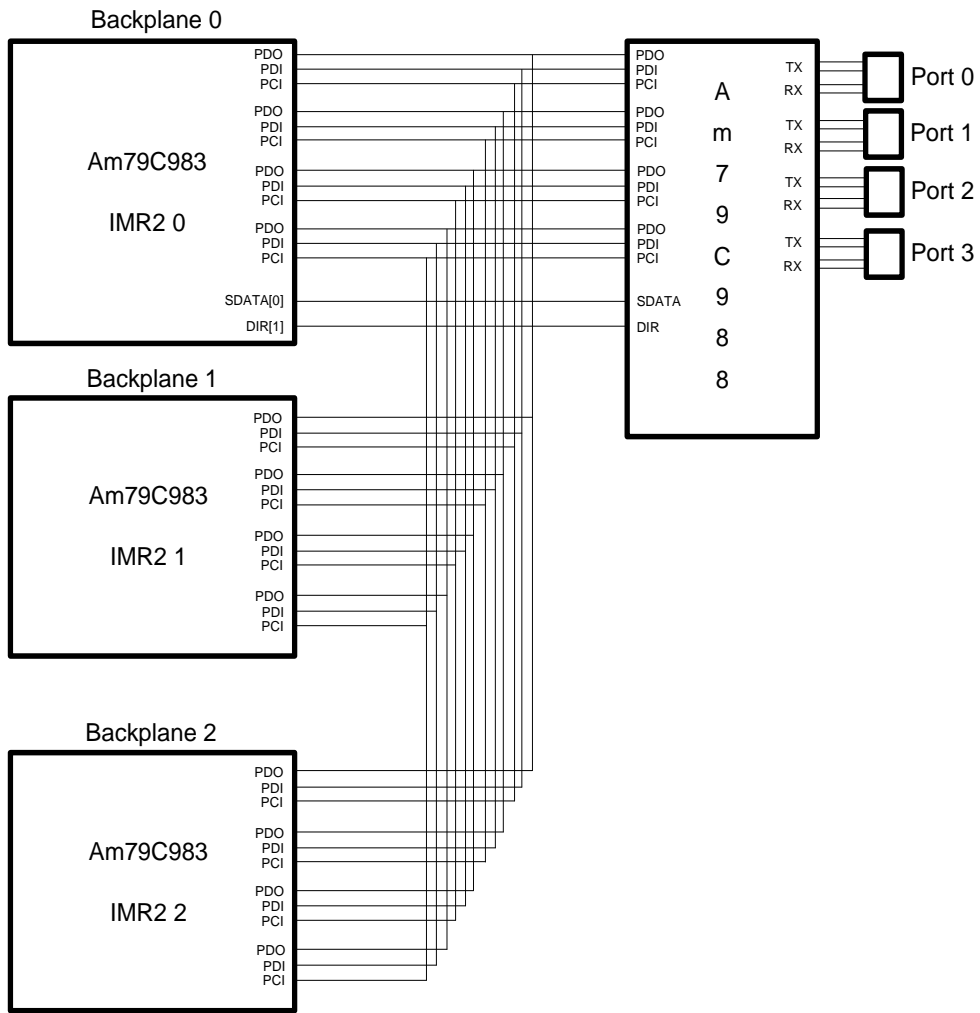 Backplane 0
Am79C983
IMR2 0
PDO
PDI
PCI
PDO
PDI
PCI
PDO
PDI
PCI
PDO
PDI
PCI
SDATA[0]
DIR[1]
PDO
PDI
PCI
PDO
PDI
PCI
PDO
PDI
PCI
PDO
PDI
PCI
SDATA
DIR
A
m
7
9
C
9
8
8
TX
RX
TX
RX
TX
RX
TX
RX
Port 0
Port 1
Port 2
Port 3
Backplane 1
Am79C983
IMR2 1
PDO
PDI
PCI
PDO
PDI
PCI
PDO
PDI
PCI
PDO
PDI
PCI
Backplane 2
Am79C983
IMR2 2
PDO
PDI
PCI
PDO
PDI
PCI
PDO
PDI
PCI
PDO
PDI
PCI